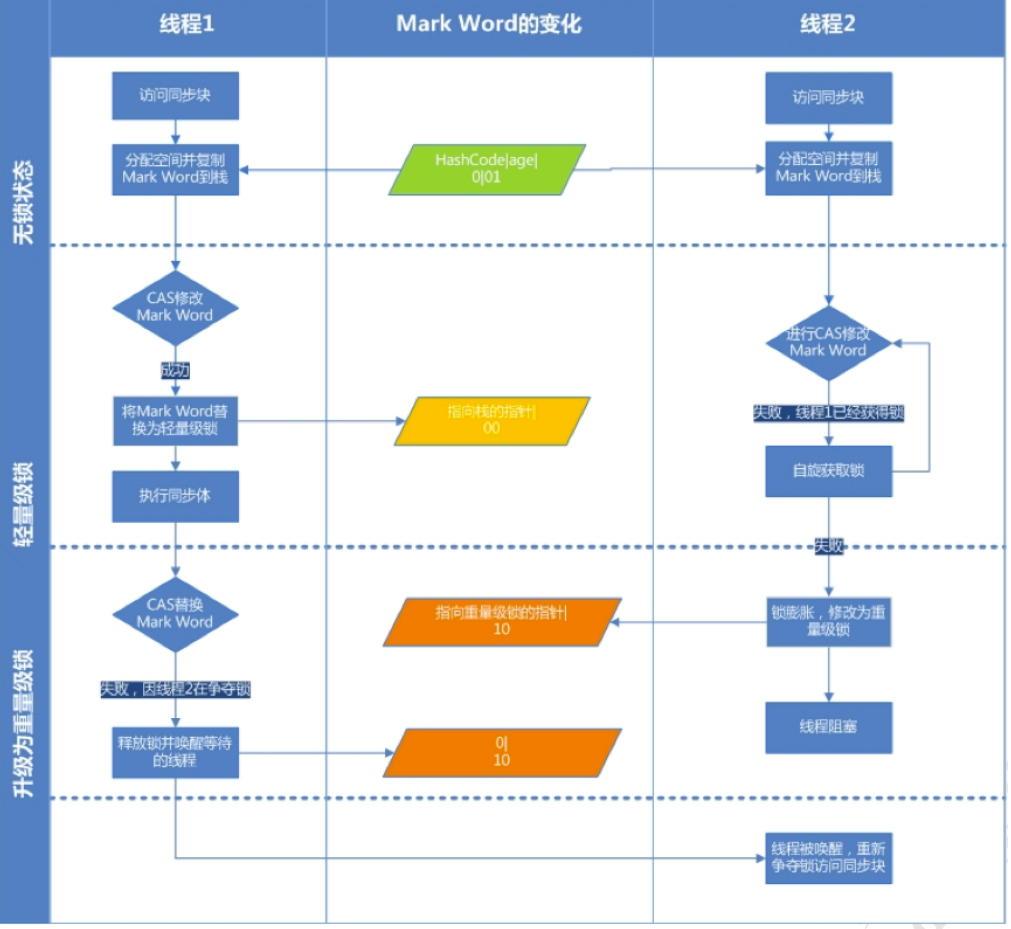 线程1
Mark Word的变化
线程2
无锁状态
访问同步块
访问同步块
分配空间并复制
Mark Word到栈
HashCode|age|
0|01
分配空间并复制
Mark Word到栈
轻量级锁
CAS修改
Mark Word
进行CAS修改
Mark Word
成功
将Mark Word替
换为轻量级锁
指向栈的指针|
00
失败，线程1已经获得锁
自旋获取锁
执行同步体
失败
升级为重量级锁
CAS替换
Mark Word
指向重量级锁的指针|
10
锁膨胀，修改为重
量级锁
失败，因线程2在争夺锁
释放锁并唤醒等待
的线程
0|
10
线程阻塞
线程被唤醒，重新
争夺锁访问同步块